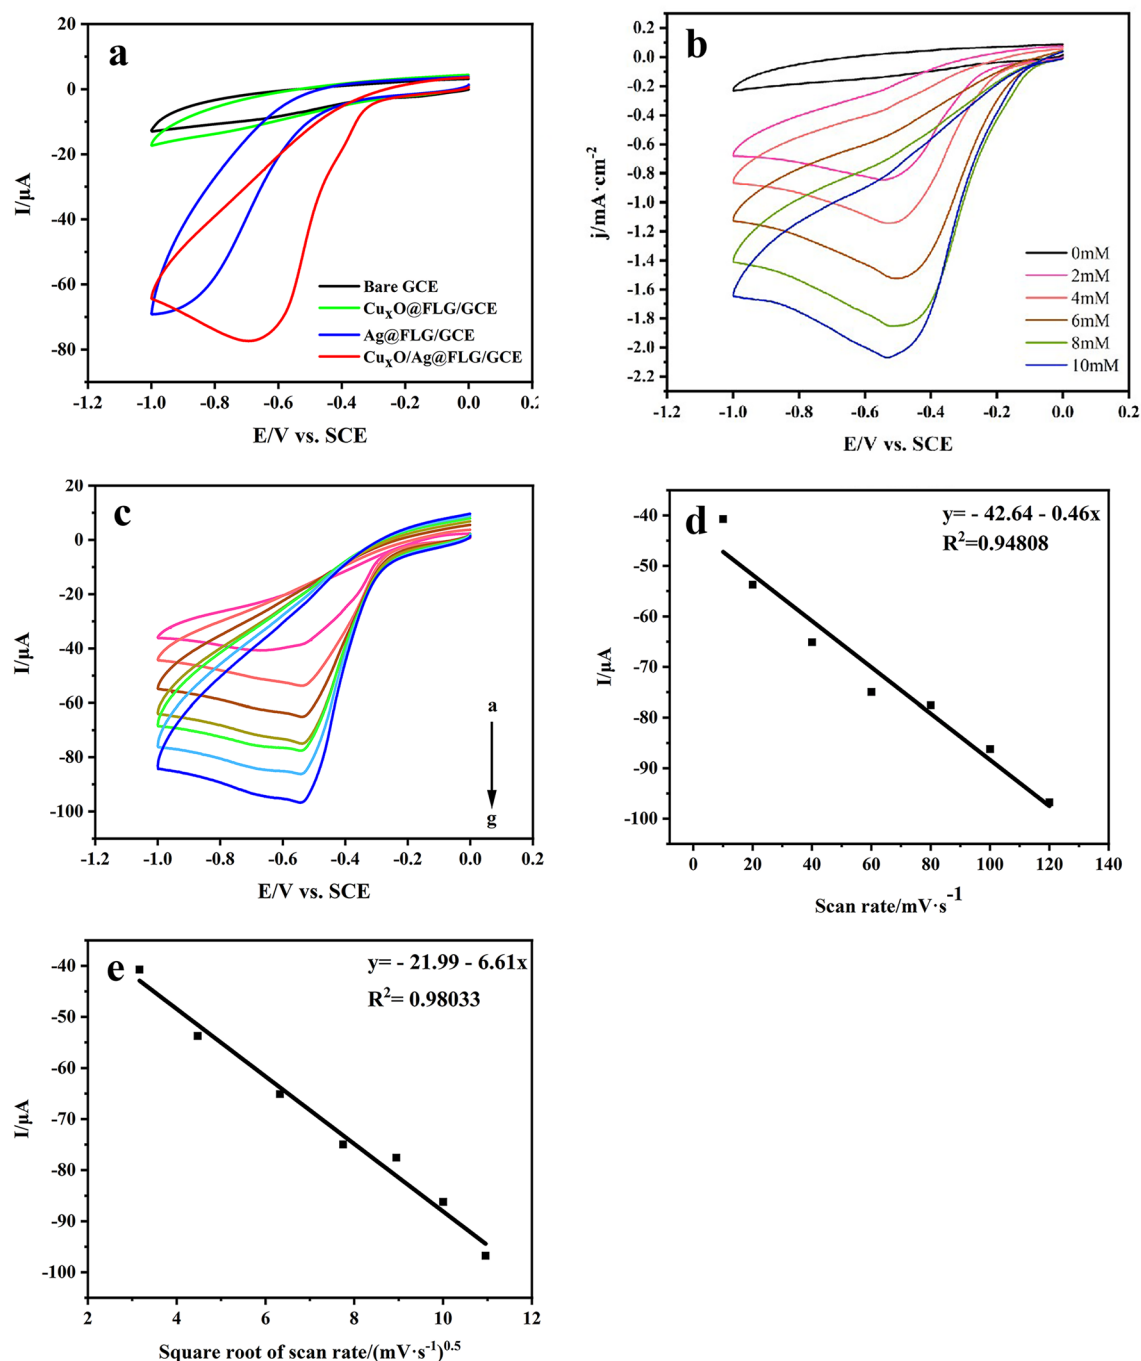 a
20
0
-20
-40
-60
-80
I/μA
Bare GCE
CuxO@FLG/GCE
Ag@FLG/GCE
CuxO/Ag@FLG/GCE
-1.2 -1.0 -0.8 -0.6 -0.4 -0.2 0.0 0.2
E/V vs. SCE
b
0.2
0.0
-0.2
-0.4
-0.6
-0.8
-1.0
-1.2
-1.4
-1.6
-1.8
-2.0
-2.2
j/mA·cm-2
0mM
2mM
4mM
6mM
8mM
10mM
-1.2 -1.0 -0.8 -0.6 -0.4 -0.2 0.0 0.2
E/V vs. SCE
c
20
0
-20
-40
-60
-80
-100
I/μA
a
g
-1.2 -1.0 -0.8 -0.6 -0.4 -0.2 0.0 0.2
E/V vs. SCE
d
y= - 42.64 - 0.46x
R2=0.94808
-40
-50
-60
-70
-80
-90
-100
I/μA
0 20 40 60 80 100 120 140
Scan rate/mV·s-1
e
y= - 21.99 - 6.61x
R2= 0.98033
-40
-50
-60
-70
-80
-90
-100
I/μA
2 4 6 8 10 12
Square root of scan rate/(mV·s-1)0.5